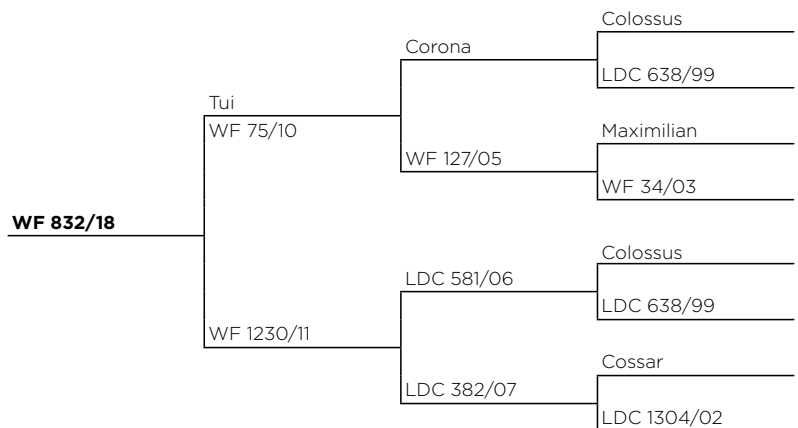 Colossus
Corona
LDC 638/99
Tui
WF 75/10
Maximilian
WF 127/05
WF 34/03
WF 832/18
Colossus
LDC 581/06
LDC 638/99
WF 1230/11
Cossar
LDC 382/07
LDC 1304/02